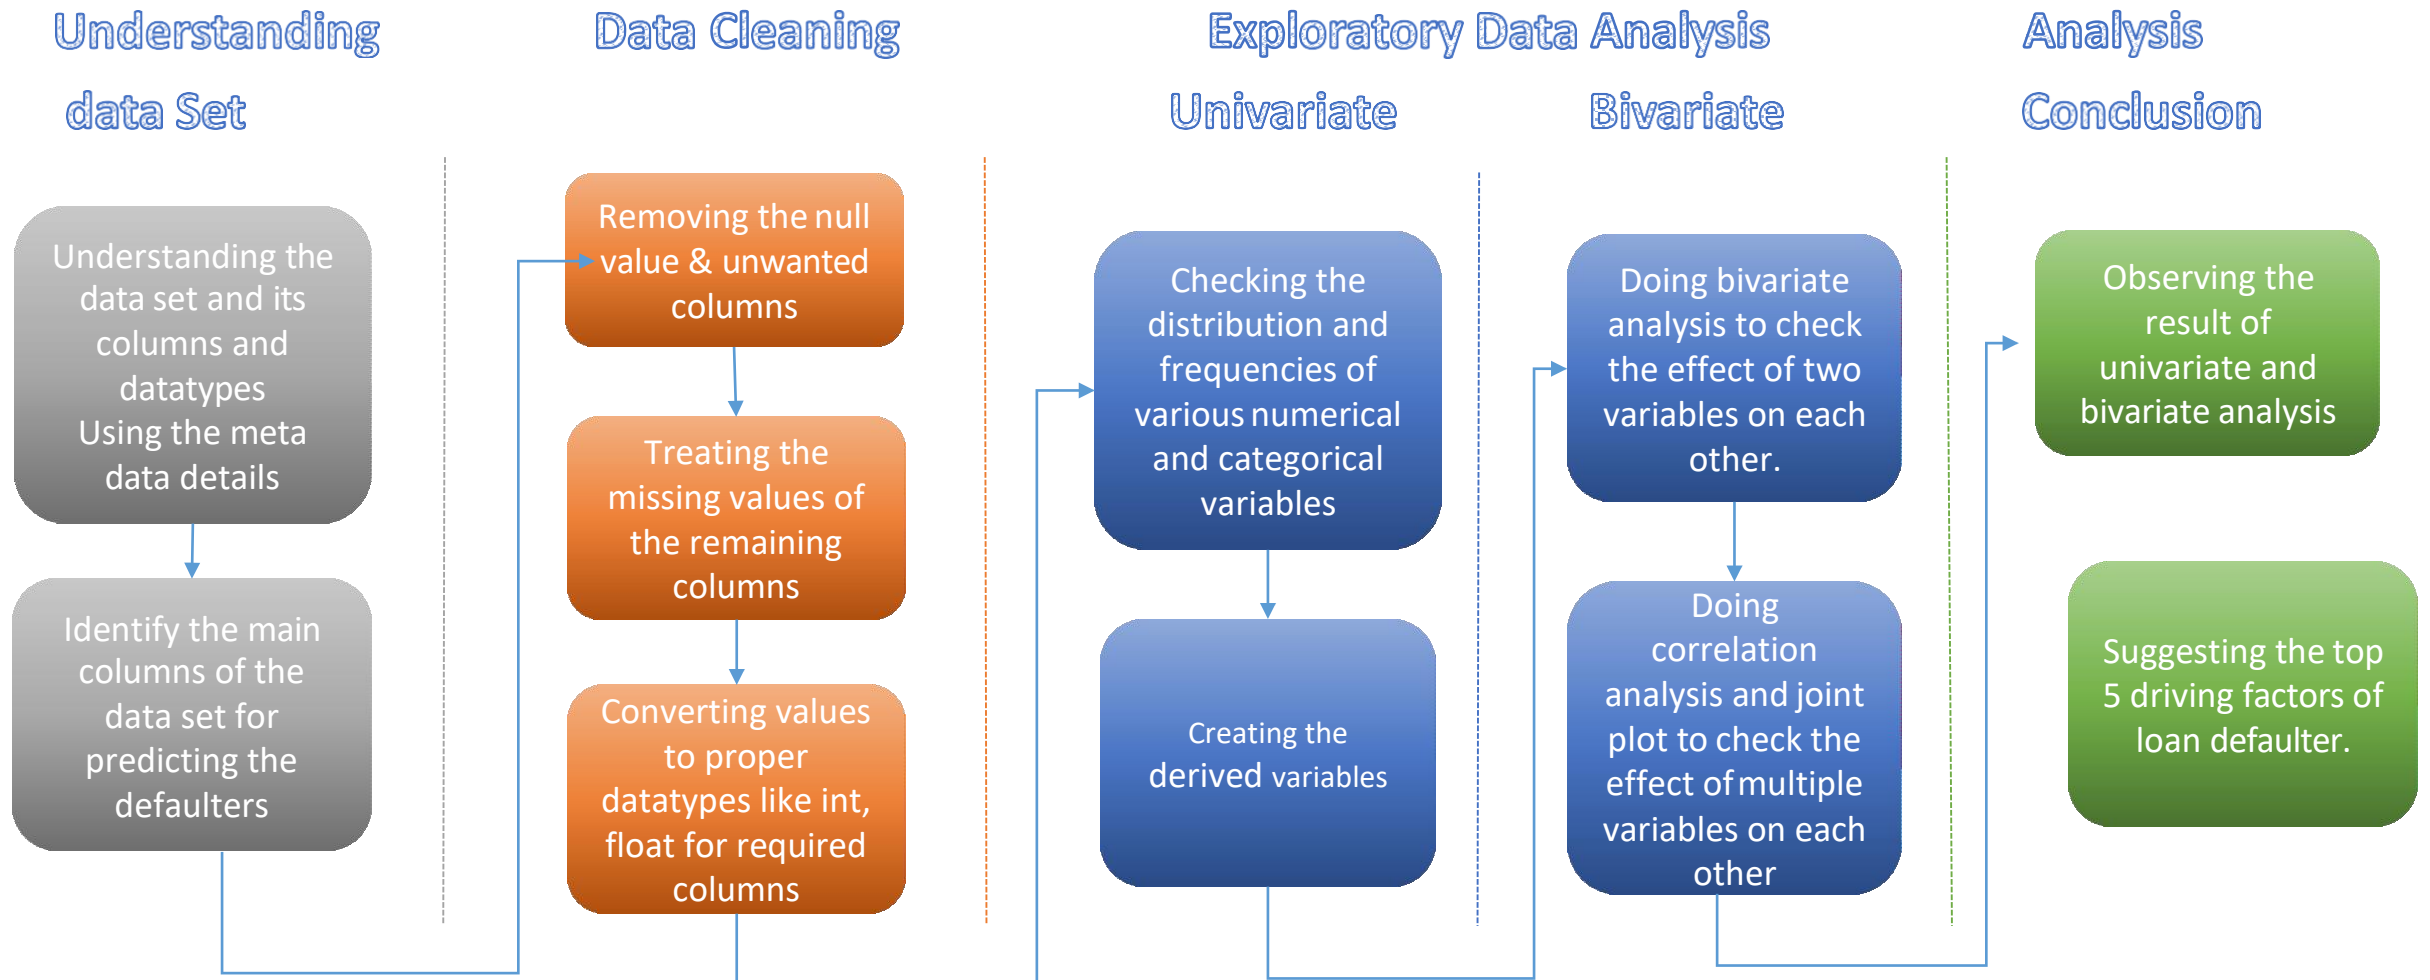 Understanding
data Set
Data Cleaning
Exploratory Data Analysis
Univariate
Bivariate
Analysis
Conclusion
Understanding the
data set and its
columns and
datatypes
Using the meta
data details
Identify the main
columns of the
data set for
predicting the
defaulters
Removing the null
value & unwanted
columns
Treating the
missing values of
the remaining
columns
Converting values
to proper
datatypes like int,
float for required
columns
Checking the
distribution and
frequencies of
various numerical
and categorical
variables
Creating the
derived variables
Doing bivariate
analysis to check
the effect of two
variables on each
other.
Doing
correlation
analysis and joint
plot to check the
effect of multiple
variables on each
other
Observing the
result of
univariate and
bivariate analysis
Suggesting the top
5 driving factors of
loan defaulter.